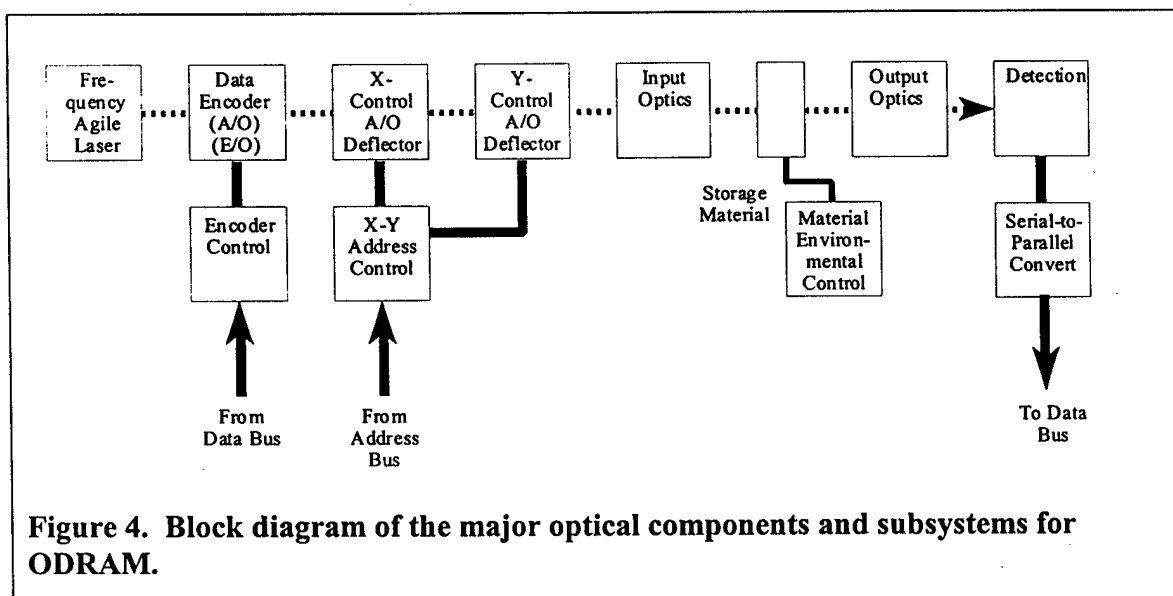 Fre-
quency
Agile
Laser
Data
Encoder
(A/O)
(E/O)
X-
Control
A/O
Deflector
Y-
Control
A/O
Deflector
Input
Optics
Output
Optics
Detection
Storage
Material
Encoder
Control
X-Y
Address
Control
Material
Environ-
mental
Control
Serial-to-
Parallel
Convert
From
Data Bus
From
Address
Bus
To Data
Bus
Figure 4. Block diagram of the major optical components and subsystems for
ODRAM.